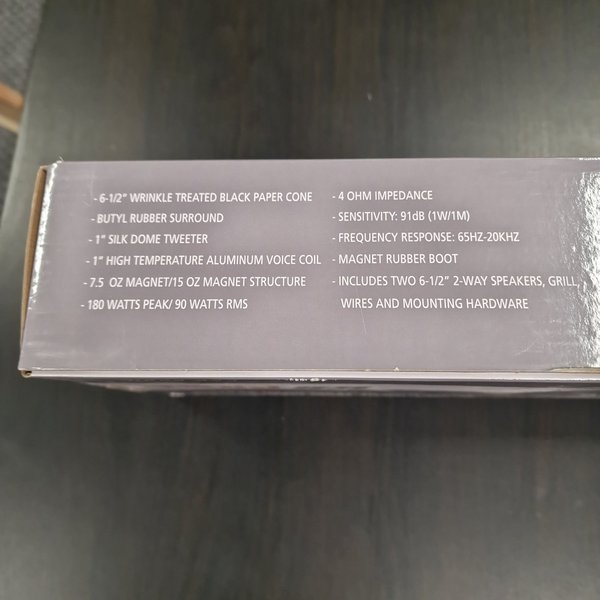 - 6-1/2" WRINKLE TREATED BLACK PAPER CONE
- BUTYL RUBBER SURROUND
- 1" SILK DOME TWEETER
- 1" HIGH TEMPERATURE ALUMINUM VOICE COIL
- 7.5 OZ MAGNET/15 OZ MAGNET STRUCTURE
- 180 WATTS PEAK/ 90 WATTS RMS
- 4 OHM IMPEDANCE
- SENSITIVITY: 91dB (1W/1M)
- FREQUENCY RESPONSE: 65HZ-20KHZ
- MAGNET RUBBER BOOT
- INCLUDES TWO 6-1/2" 2-WAY SPEAKERS, GRILL,
WIRES AND MOUNTING HARDWARE